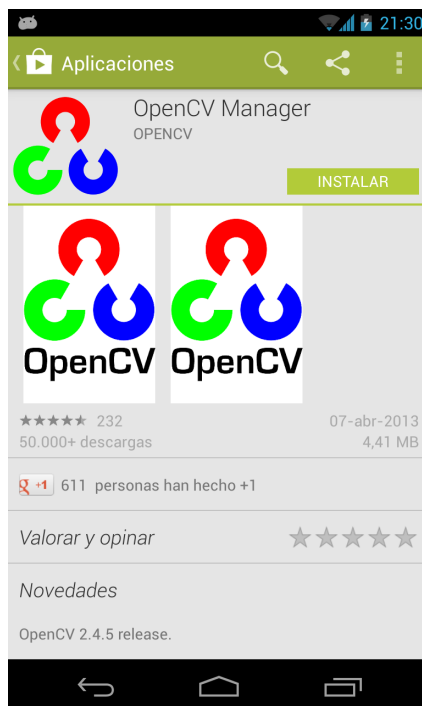 21:30
Aplicaciones
OpenCV Manager
OPENCV
INSTALAR
OpenCV OpenCV
232 07-abr-2013
50.000+ descargas 4,41 MB
g +1 611 personas han hecho +1
Valorar y opinar
Novedades
OpenCV 2.4.5 release.